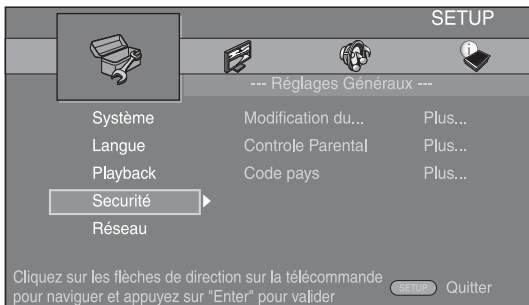 SETUP
--- Réglages Généraux ---
Système
Modification du...
Plus...
Langue
Controle Parental
Plus...
Playback
Code pays
Plus...
Securité
Réseau
Cliquez sur les flèches de direction sur la télécommande
pour naviguer et appuyez sur "Enter" pour valider
SETUP Quitter